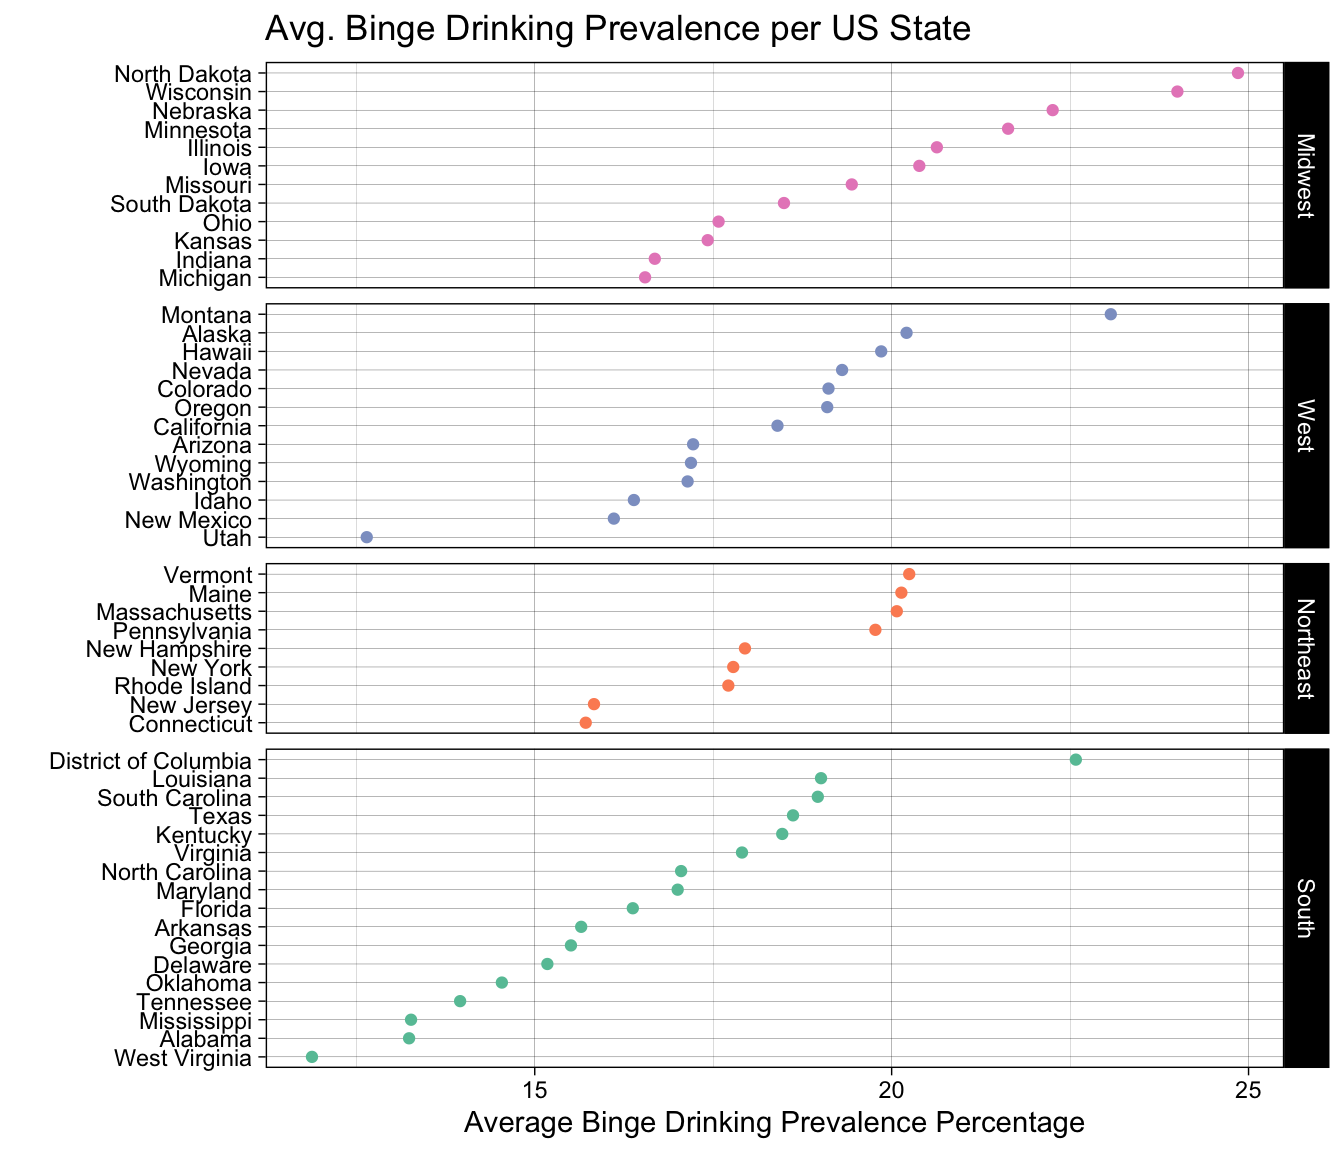 Avg. Binge Drinking Prevalence per US State
North Dakota
Wisconsin
Nebraska
Minnesota
Illinois
Iowa
Missouri
South Dakota
Ohio
Kansas
Indiana
Michigan
Midwest
Montana
Alaska
Hawaii
Nevada
Colorado
Oregon
California
Arizona
Wyoming
Washington
Idaho
New Mexico
Utah
West
Vermont
Maine
Massachusetts
Pennsylvania
New Hampshire
New York
Rhode Island
New Jersey
Connecticut
Northeast
District of Columbia
Louisiana
South Carolina
Texas
Kentucky
Virginia
North Carolina
Maryland
Florida
Arkansas
Georgia
Delaware
Oklahoma
Tennessee
Mississippi
Alabama
West Virginia
South
15 20 25
Average Binge Drinking Prevalence Percentage